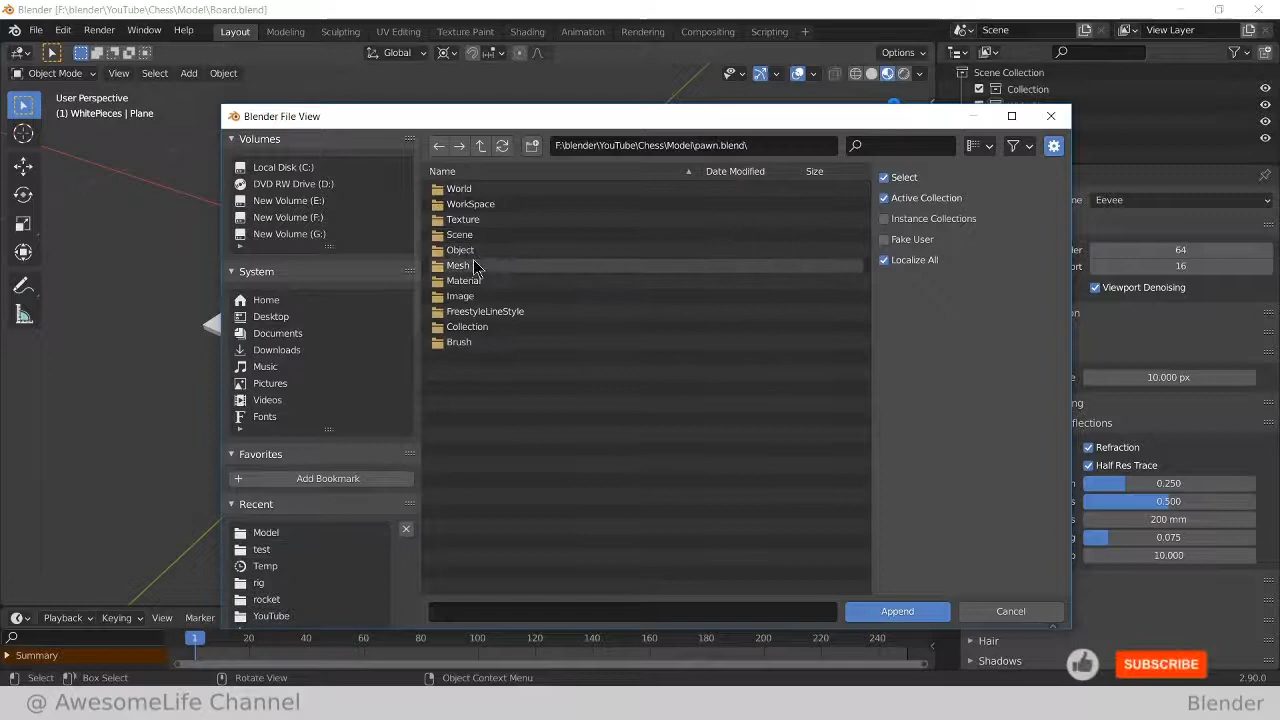 Blender [F:\blender\YouTube\Chess\Model\Board.blend]
File Edit Render Window Help Layout Modeling Sculpting UV Editing Texture Paint Shading Animation Rendering Compositing Scripting + Scene View Layer
Global Options
Object Mode View Select Add Object
Scene Collection
Collection
User Perspective
(1) WhitePieces | Plane
Blender File View
Volumes
Local Disk (C:)
DVD RW Drive (D:)
New Volume (E:)
New Volume (F:)
New Volume (G:)
System
Home
Desktop
Documents
Downloads
Music
Pictures
Videos
Fonts
Favorites
Add Bookmark
Recent
Model
test
Temp
rig
rocket
YouTube
F:\blender\YouTube\Chess\Model\pawn.blend\
Name Date Modified Size
World
WorkSpace
Texture
Scene
Object
Mesh
Material
Image
FreestyleLineStyle
Collection
Brush
Select
Active Collection
Instance Collections
Fake User
Localize All
Append Cancel
Eevee
64
16
Viewport Denoising
10.000 px
Refraction
Half Res Trace
0.250
0.500
200 mm
0.075
10.000
Hair
Shadows
Playback Keying View Marker
1 20 40 60 80 100 120 140 160 180 200 220 240
Summary
Select Box Select Rotate View Object Context Menu 2.90.0
SUBSCRIBE
@ AwesomeLife Channel Blender